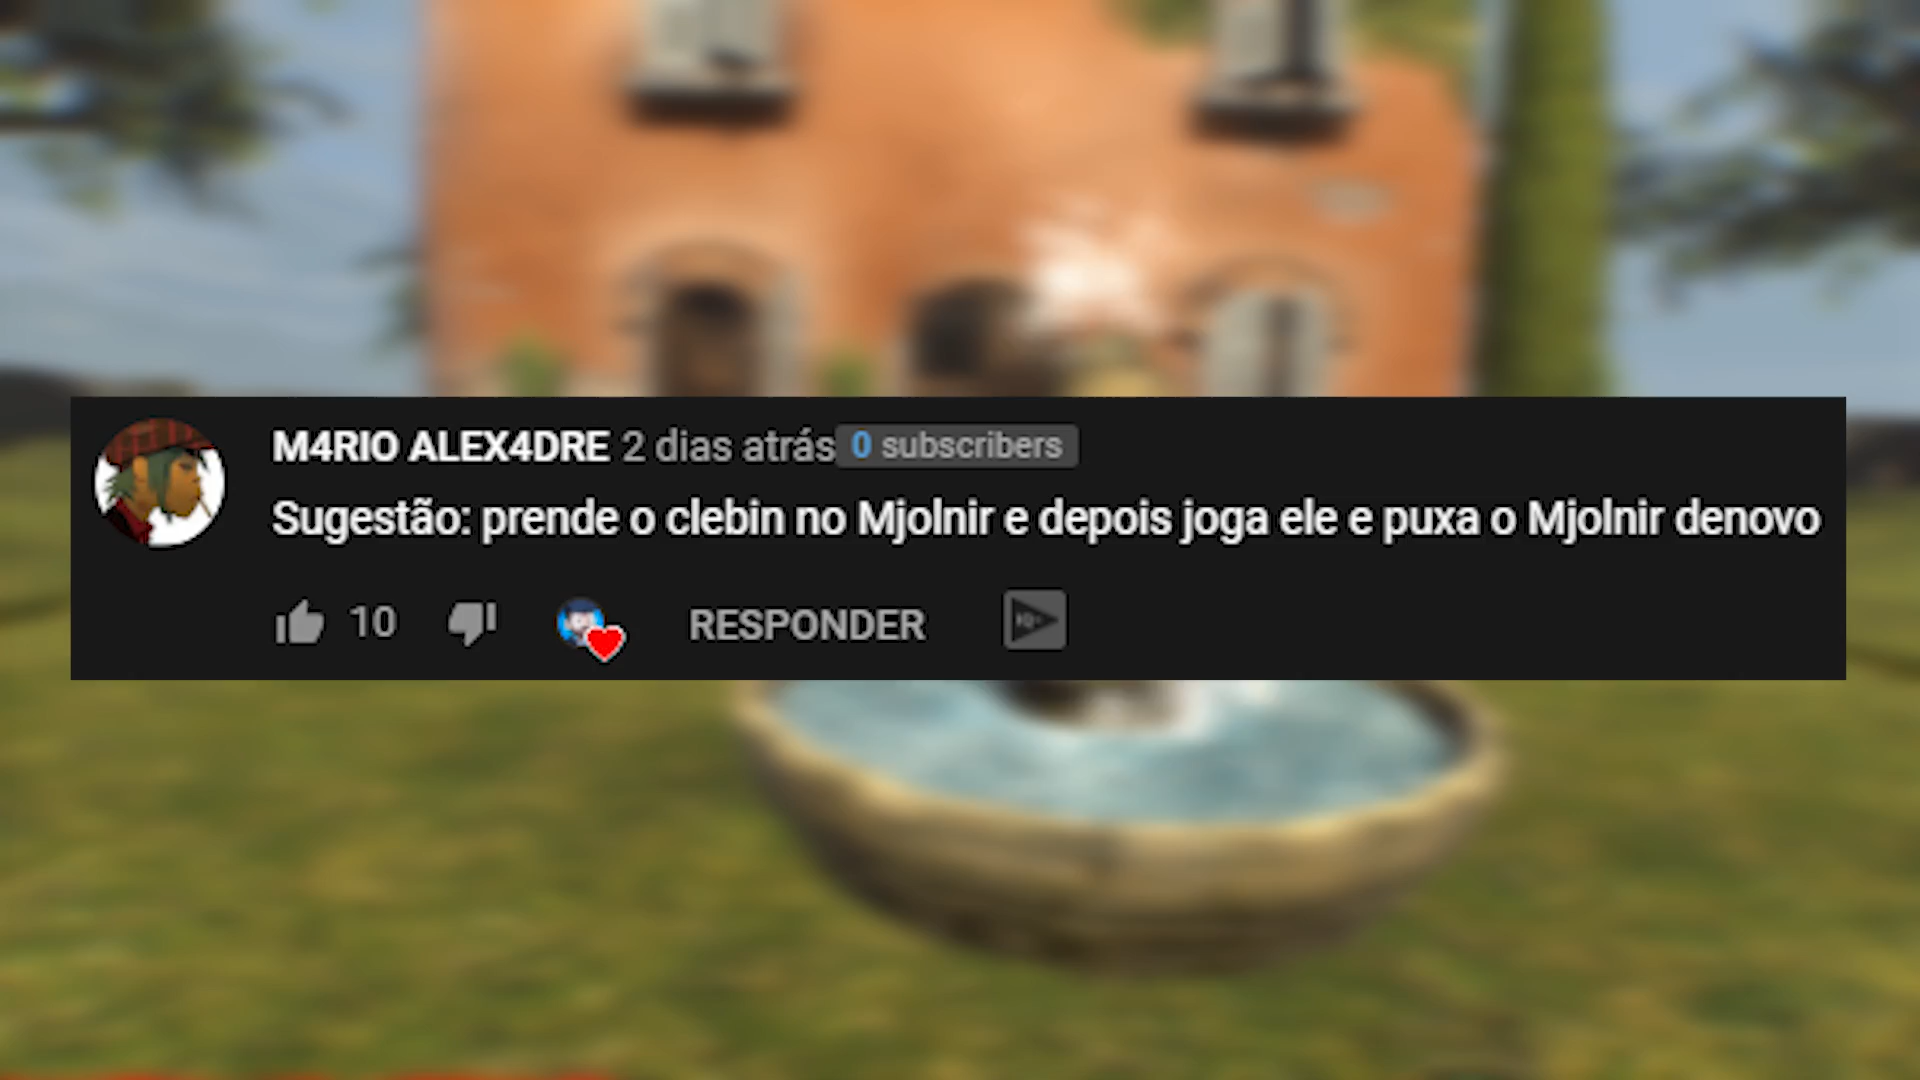 M4RIO ALEX4DRE 2 dias atrás 0 subscribers
Sugestão: prende o clebin no Mjolnir e depois joga ele e puxa o Mjolnir denovo
10 RESPONDER